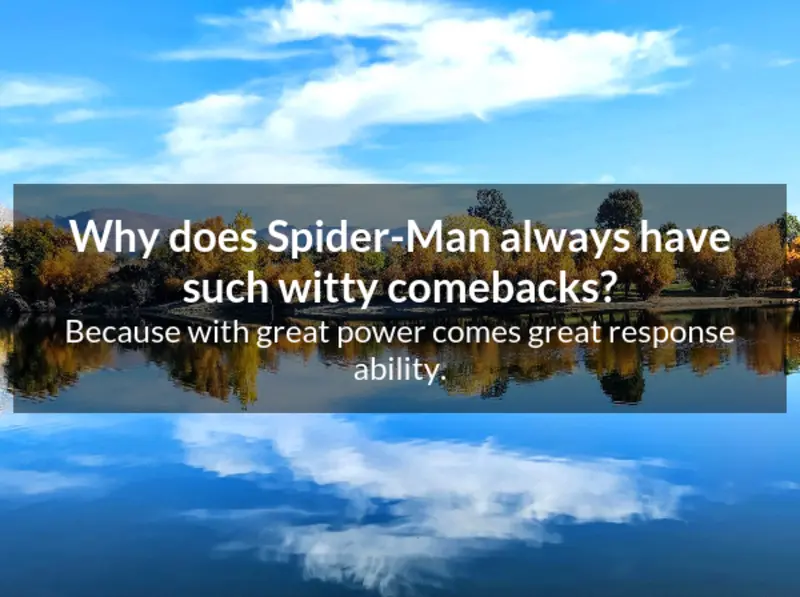 Why does Spider-Man always have
such witty comebacks?
Because with great power comes great response
ability.